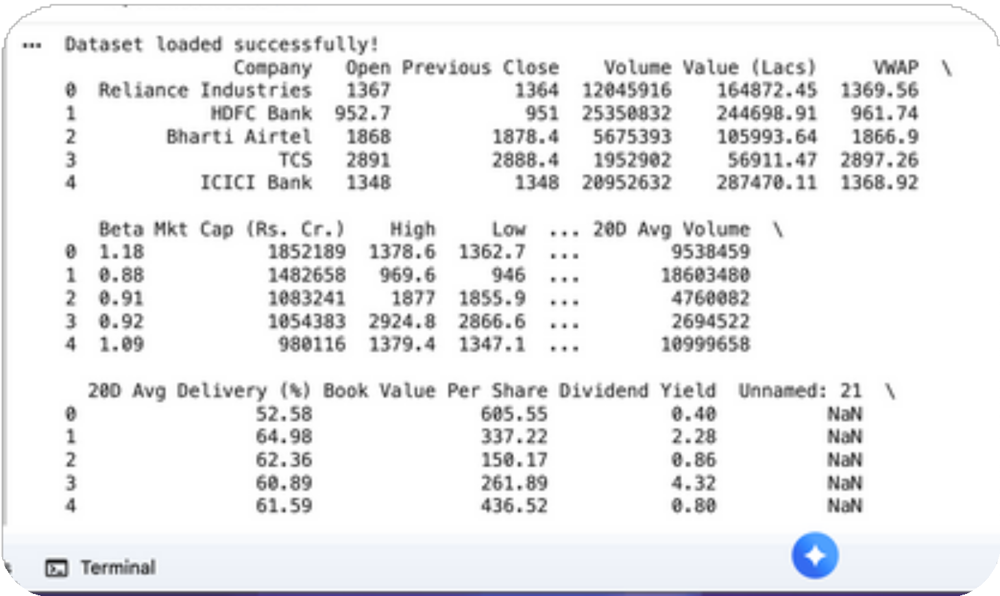 ... Dataset loaded successfully!
Company Open Previous Close Volume Value (Lacs) VWAP \
0 Reliance Industries 1367 1364 12045916 164872.45 1369.56
1 HDFC Bank 952.7 951 25350832 244698.91 961.74
2 Bharti Airtel 1868 1878.4 5675393 105993.64 1866.9
3 TCS 2891 2888.4 1952902 56911.47 2897.26
4 ICICI Bank 1348 1348 20952632 287470.11 1368.92
Beta Mkt Cap (Rs. Cr.) High Low ... 20D Avg Volume \
0 1.18 1852189 1378.6 1362.7 ... 9538459
1 0.88 1482658 969.6 946 ... 18603480
2 0.91 1083241 1877 1855.9 ... 4760082
3 0.92 1054383 2924.8 2866.6 ... 2694522
4 1.09 980116 1379.4 1347.1 ... 10999658
20D Avg Delivery (%) Book Value Per Share Dividend Yield Unnamed: 21 \
0 52.58 605.55 0.40 NaN
1 64.98 337.22 2.28 NaN
2 62.36 150.17 0.86 NaN
3 60.89 261.89 4.32 NaN
4 61.59 436.52 0.80 NaN
Terminal